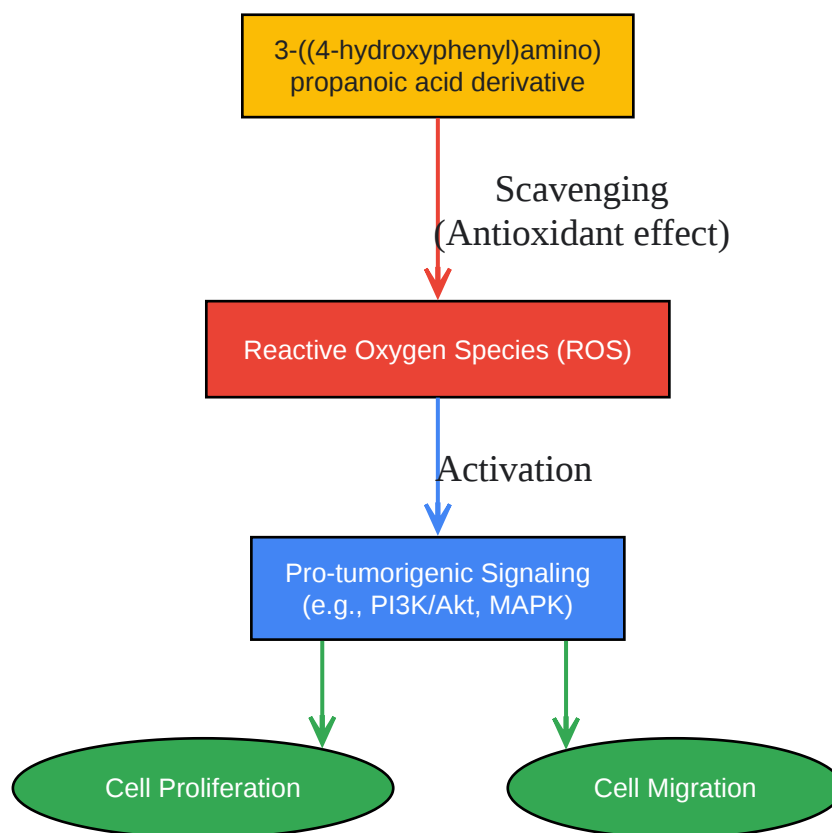 3-((4-hydroxyphenyl)amino)
propanoic acid derivative
Scavenging
(Antioxidant effect)
Reactive Oxygen Species (ROS)
Activation
Pro-tumorigenic Signaling
(e.g., PI3K/Akt, MAPK)
Cell Proliferation
Cell Migration